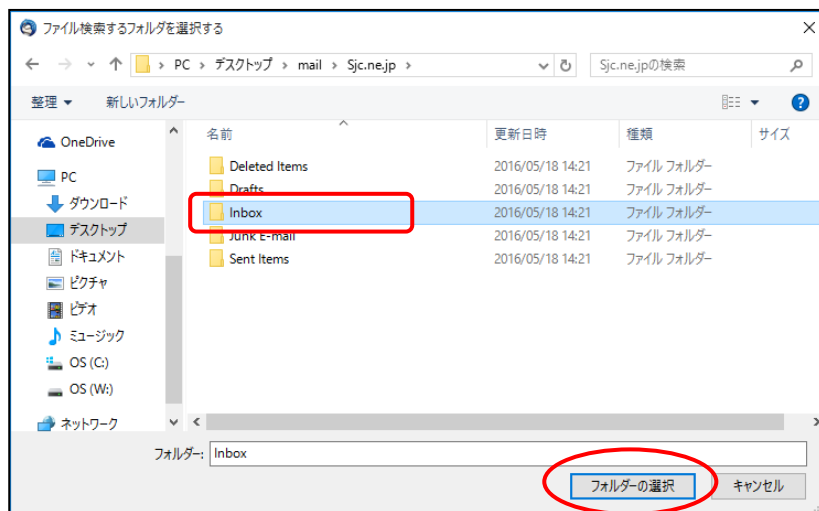 ファイル検索するフォルダを選択する
PC > デスクトップ > mail > Sjc.ne.jp >
Sjc.ne.jpの検索
整理 新しいフォルダー
名前 更新日時 種類 サイズ
OneDrive
PC
ダウンロード
デスクトップ
ドキュメント
ピクチャ
ビデオ
ミュージック
OS (C:)
OS (W:)
ネットワーク
Deleted Items 2016/05/18 14:21 ファイル フォルダー
Drafts 2016/05/18 14:21 ファイル フォルダー
Inbox 2016/05/18 14:21 ファイル フォルダー
Junk E-mail 2016/05/18 14:21 ファイル フォルダー
Sent Items 2016/05/18 14:21 ファイル フォルダー
フォルダー: Inbox
フォルダーの選択 キャンセル